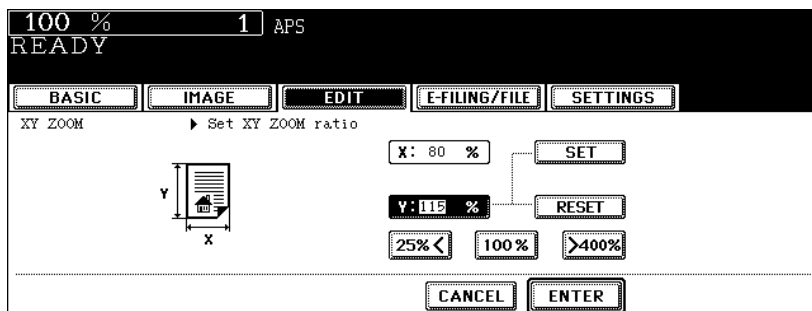 100 % 1 APS
READY
BASIC IMAGE EDIT E-FILING/FILE SETTINGS
XY ZOOM ▶ Set XY ZOOM ratio
X: 80 % SET
Y
Y:115 % RESET
X
25%< 100% >400%
CANCEL ENTER